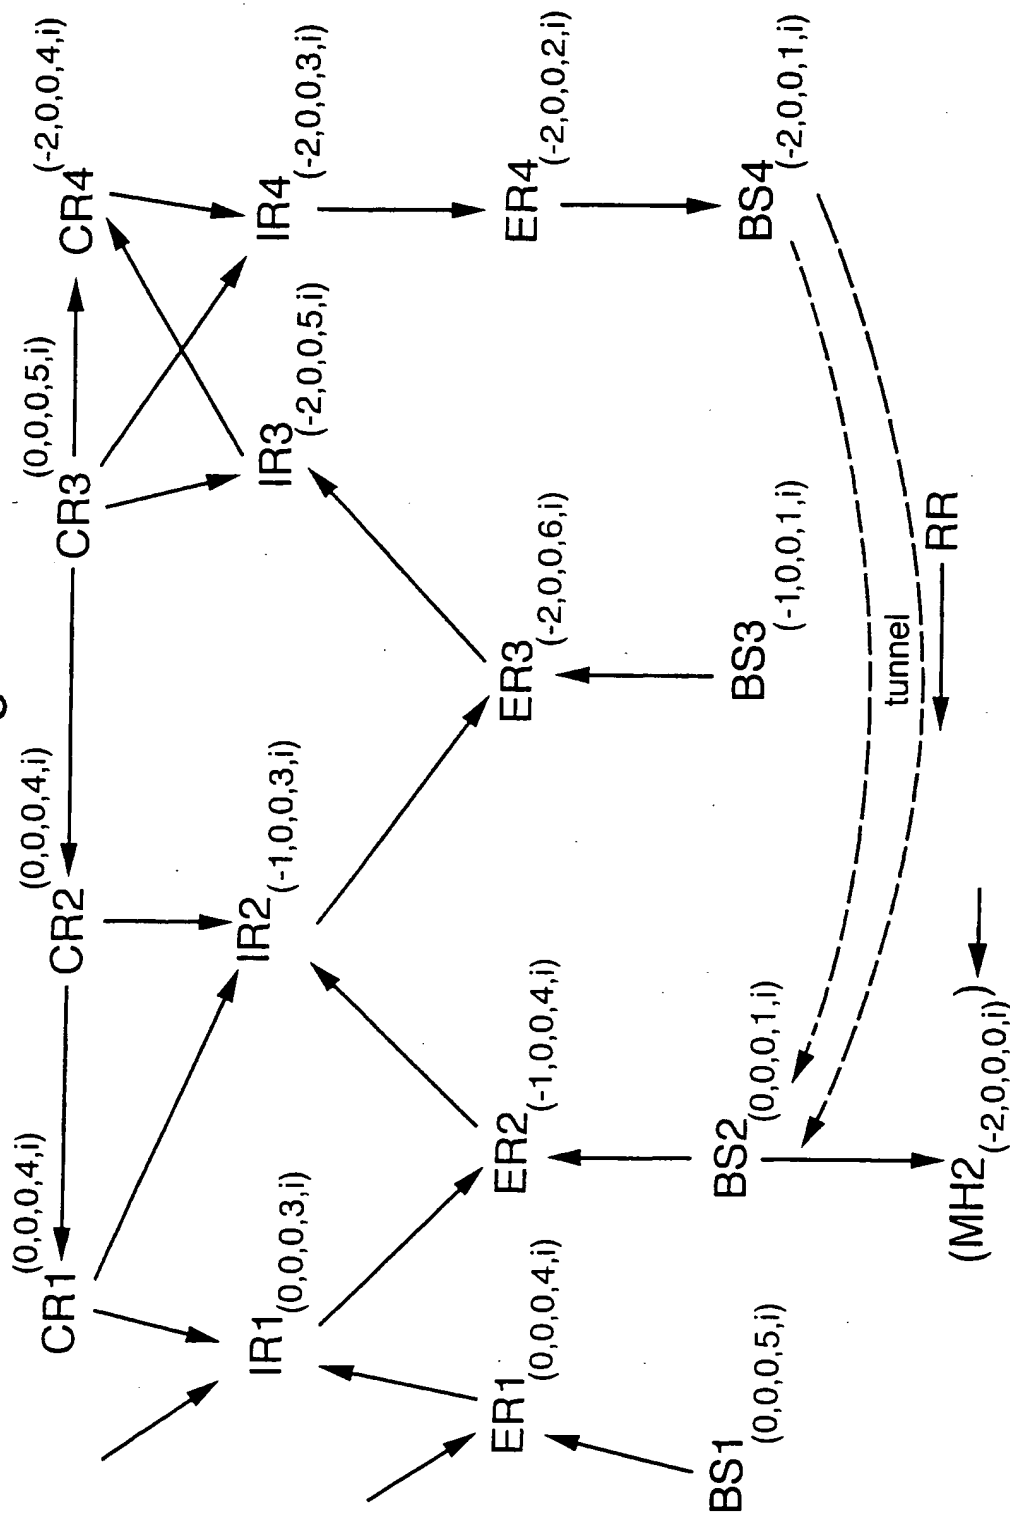 CR1 (0,0,0,4,i)
CR2 (0,0,0,4,i)
CR3 (0,0,0,5,i)
CR4 (-2,0,0,4,i)
IR1 (0,0,0,3,i)
IR2 (-1,0,0,3,i)
IR3 (-2,0,0,5,i)
IR4 (-2,0,0,3,i)
ER1 (0,0,0,4,i)
ER2 (-1,0,0,4,i)
ER3 (-2,0,0,6,i)
ER4 (-2,0,0,2,i)
BS1 (0,0,0,5,i)
BS2 (0,0,0,1,i)
BS3 (-1,0,0,1,i)
BS4 (-2,0,0,1,i)
tunnel
RR
(MH2 (-2,0,0,0,i) )